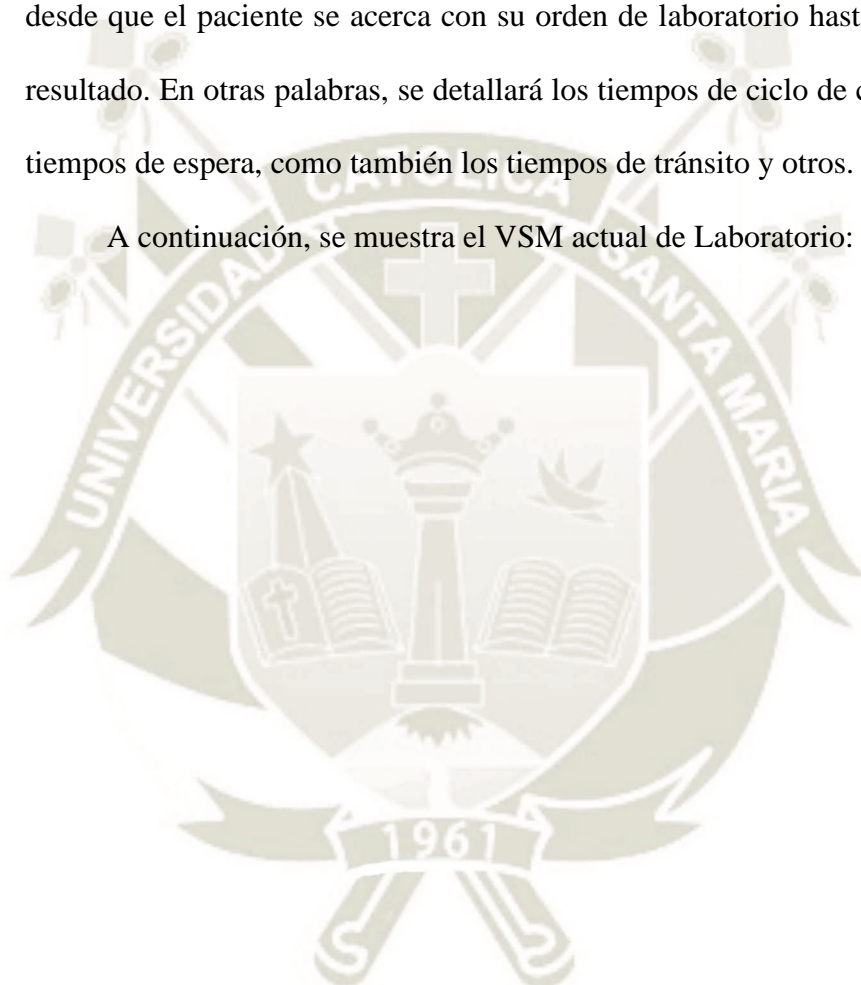 desde que el paciente se acerca con su orden de laboratorio hast
resultado. En otras palabras, se detallará los tiempos de ciclo de
tiempos de espera, como también los tiempos de tránsito y otros.
A continuación, se muestra el VSM actual de Laboratorio:
UNIVERSIDAD CATOLICA SANTA MARIA
1961